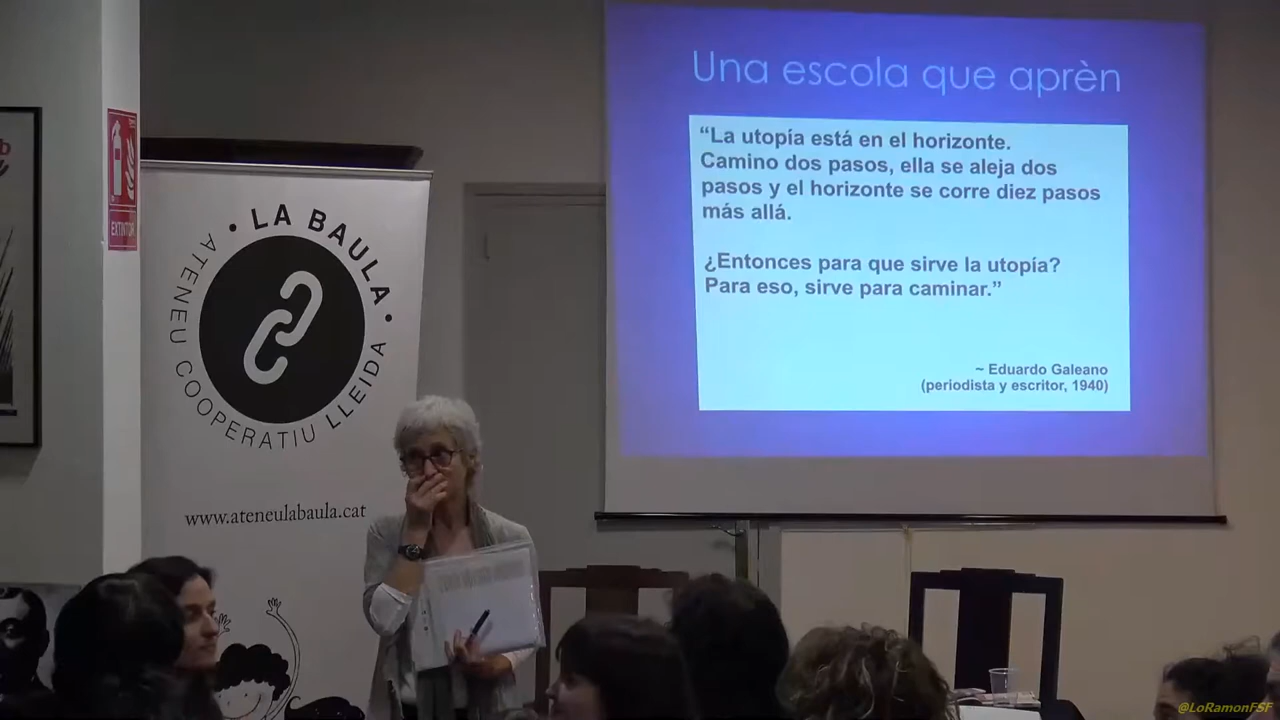 Una escola que aprèn
“La utopía está en el horizonte.
Camino dos pasos, ella se aleja dos
pasos y el horizonte se corre diez pasos
más allá.
¿Entonces para que sirve la utopía?
Para eso, sirve para caminar.”
~ Eduardo Galeano
(periodista y escritor, 1940)
EXTINTOR
• LA BAULA •
ATENEU COOPERATIU LLEIDA
www.ateneulabaula.cat
@LoRamonFSF